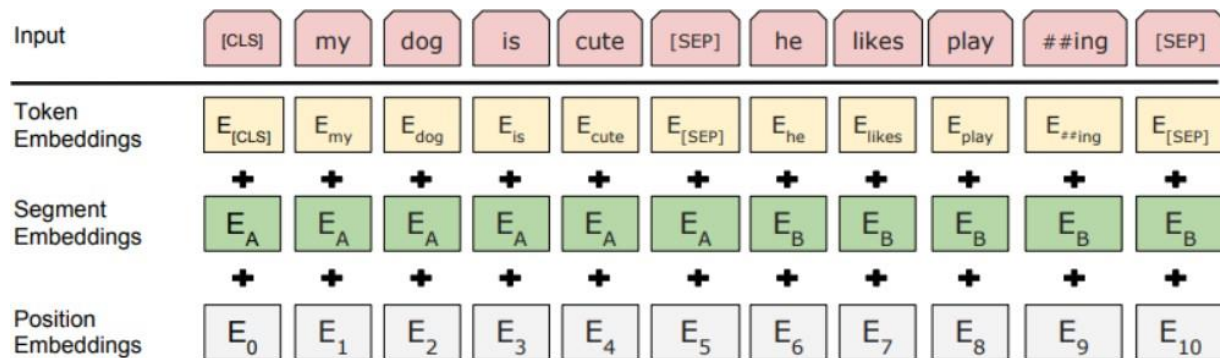 Input [CLS] my dog is cute [SEP] he likes play ##ing [SEP]
Token
Embeddings E[CLS] Emy Edog Eis Ecute E[SEP] Ehe Elikes Eplay E##ing E[SEP]
+ + + + + + + + + + +
Segment
Embeddings EA EA EA EA EA EA EB EB EB EB EB
+ + + + + + + + + + +
Position
Embeddings E0 E1 E2 E3 E4 E5 E6 E7 E8 E9 E10